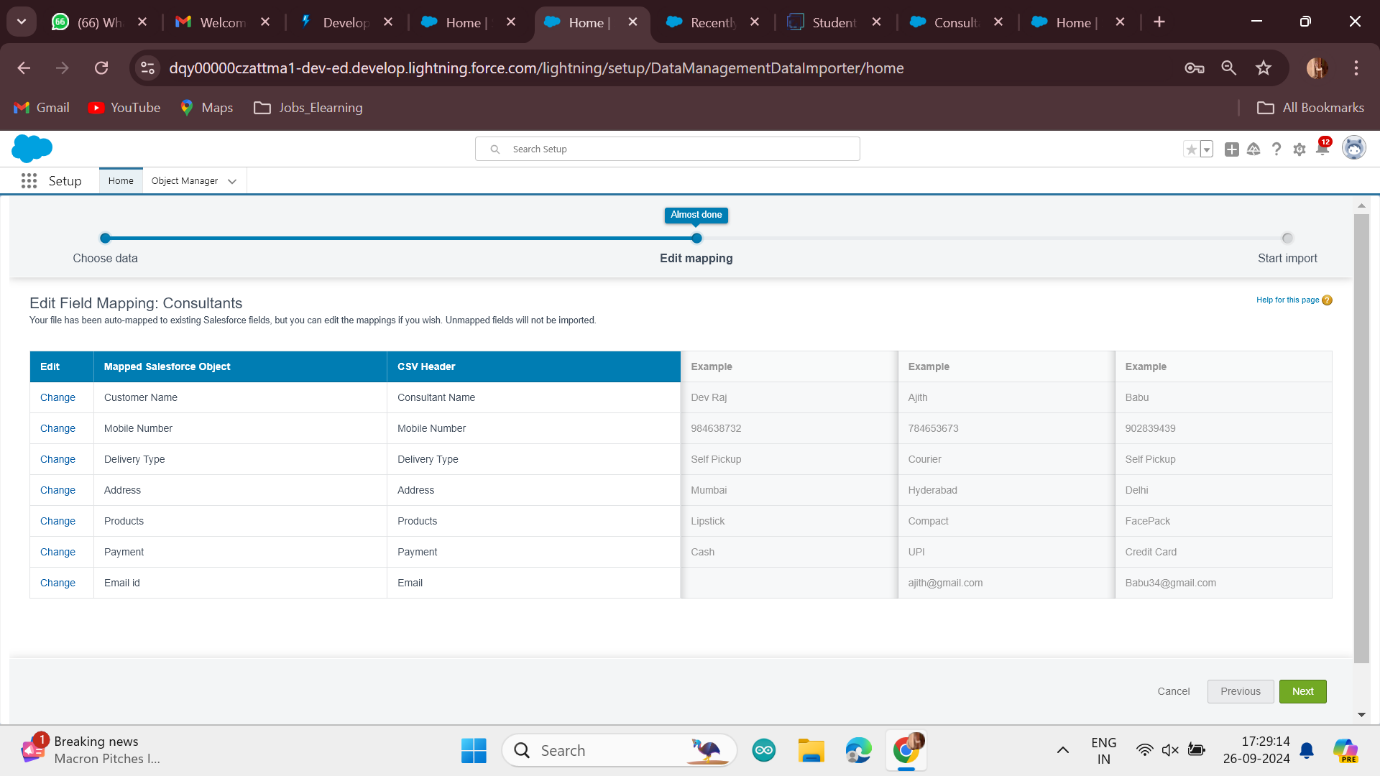 (66) Wh
Welcom
Develop
Home |
Home |
Recently
Student
Consult
Home |
dqy00000czattma1-dev-ed.develop.lightning.force.com/lightning/setup/DataManagementDataImporter/home
Gmail
YouTube
Maps
Jobs_Elearning
All Bookmarks
Search Setup
12
Setup
Home
Object Manager
Almost done
Choose data
Edit mapping
Start import
Edit Field Mapping: Consultants
Help for this page
Your file has been auto-mapped to existing Salesforce fields, but you can edit the mappings if you wish. Unmapped fields will not be imported.
Edit Mapped Salesforce Object CSV Header Example Example Example
Change Customer Name Consultant Name Dev Raj Ajith Babu
Change Mobile Number Mobile Number 984638732 784653673 902839439
Change Delivery Type Delivery Type Self Pickup Courier Self Pickup
Change Address Address Mumbai Hyderabad Delhi
Change Products Products Lipstick Compact FacePack
Change Payment Payment Cash UPI Credit Card
Change Email id Email ajith@gmail.com Babu34@gmail.com
Cancel
Previous
Next
1
Breaking news
Macron Pitches I...
Search
ENG
IN
17:29:14
26-09-2024
PRE